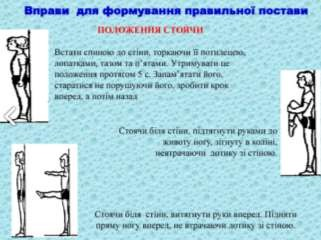 Вправи для формування правильної постави
ПОЛОЖЕННЯ СТОЯЧИ
Встати спиною до стіни, торкаючи її потилицею,
лопатками, тазом та п'ятами. Утримувати це
положення протягом 5 с. Запам'ятати його,
старатися не порушуючи його, зробити крок
вперед, а потім назад
Стоячи біля стіни, підтягнути руками до
животу ногу, зігнуту в коліні,
невтрачаючи дотику зі стіною.
Стоячи біля стіни, витягнути руки вперед. Підняти
пряму ногу вперед, не втрачаючи дотику зі стіною.